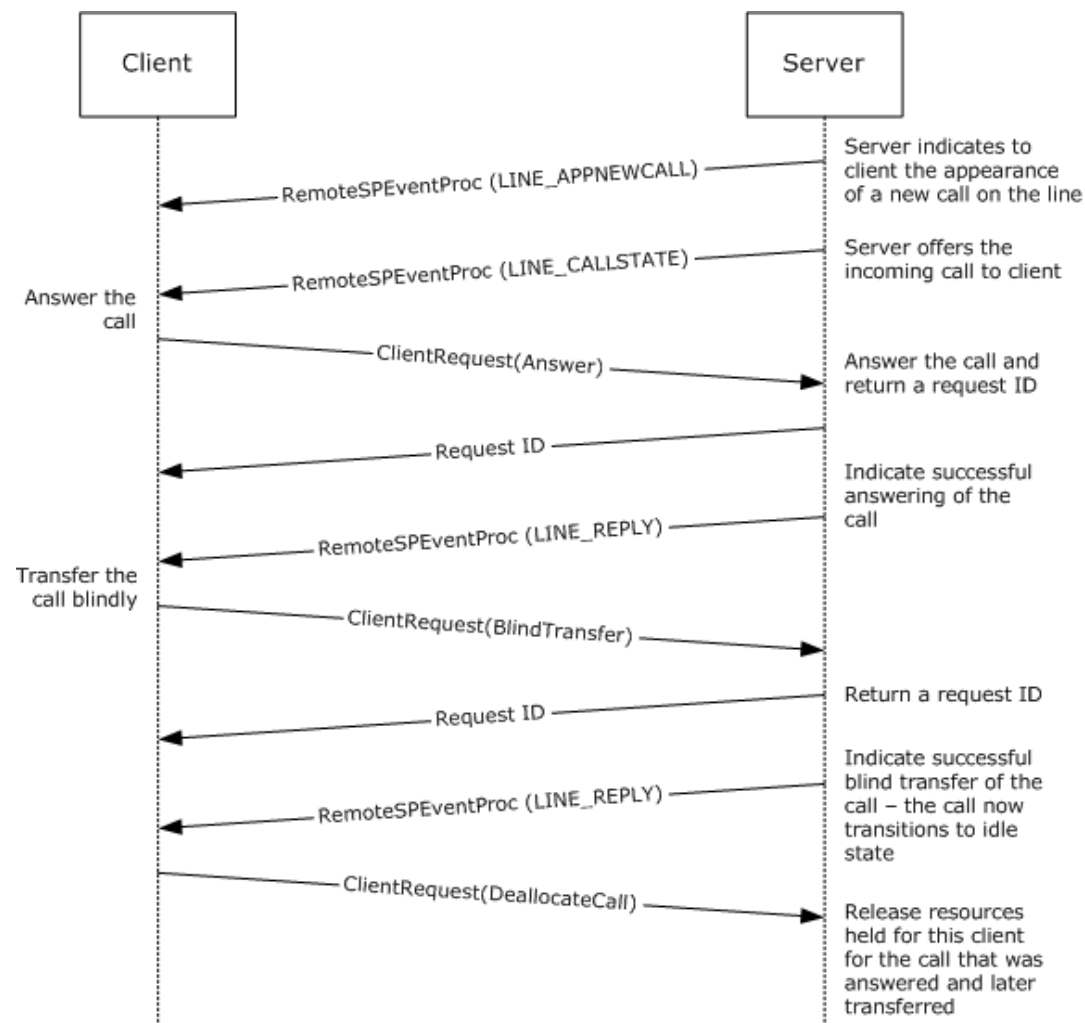 Client
Server
Server indicates to
client the appearance
of a new call on the line
RemoteSPEventProc (LINE_APPNEWCALL)
Server offers the
incoming call to client
RemoteSPEventProc (LINE_CALLSTATE)
Answer the
call
ClientRequest(Answer)
Answer the call and
return a request ID
Request ID
Indicate successful
answering of the
call
RemoteSPEventProc (LINE_REPLY)
Transfer the
call blindly
ClientRequest(BlindTransfer)
Return a request ID
Request ID
Indicate successful
blind transfer of the
call – the call now
transitions to idle
state
RemoteSPEventProc (LINE_REPLY)
ClientRequest(DeallocateCall)
Release resources
held for this client
for the call that was
answered and later
transferred